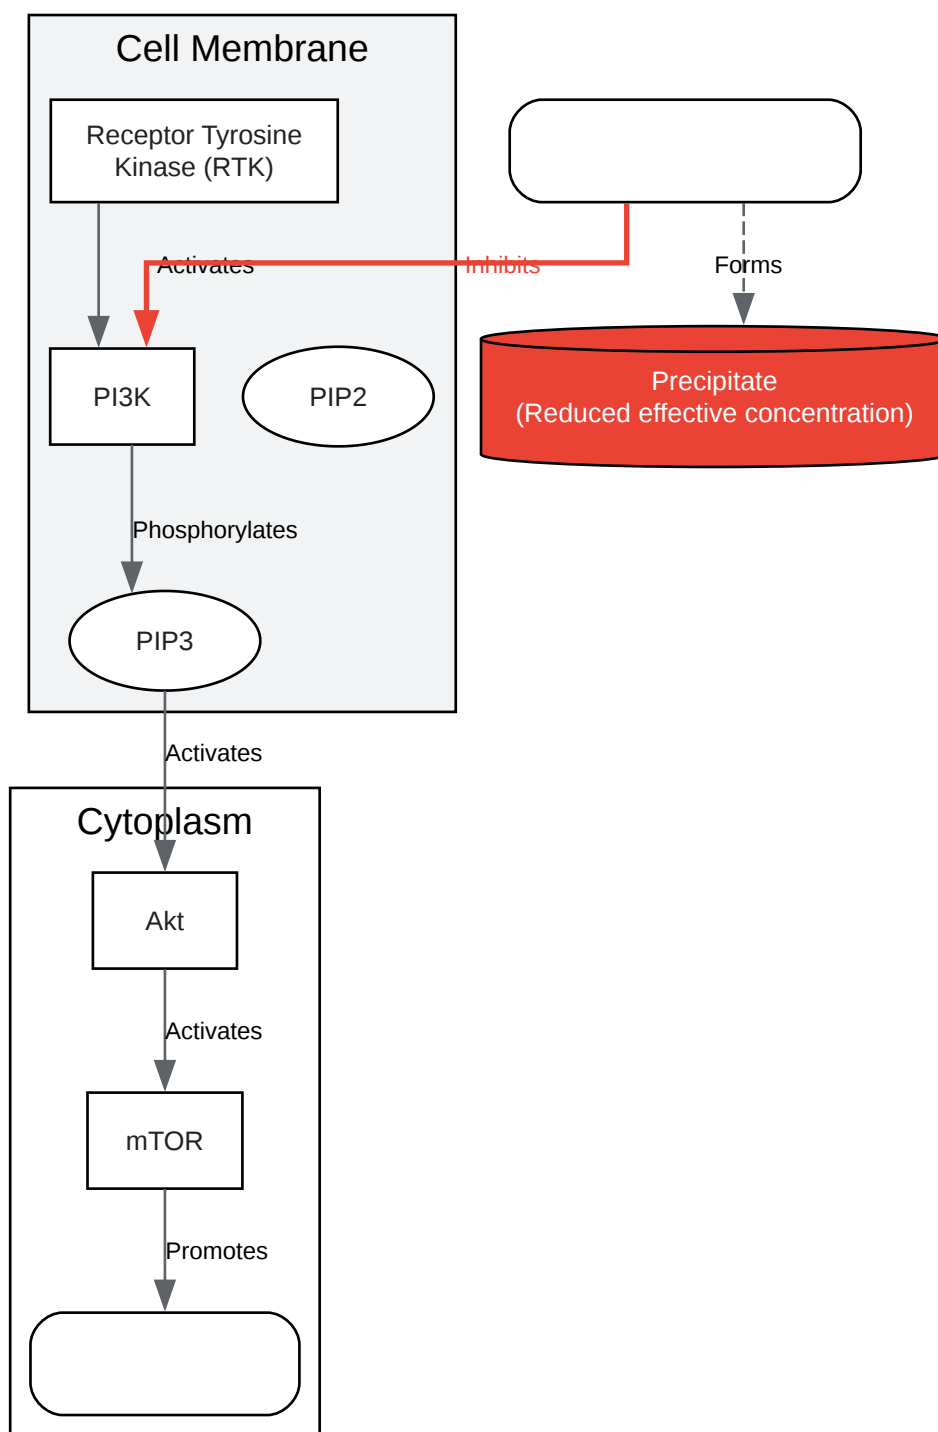 Cell Membrane
Receptor Tyrosine
Kinase (RTK)
Activates
Inhibits
Forms
PI3K
PIP2
Precipitate
(Reduced effective concentration)
Phosphorylates
PIP3
Activates
Cytoplasm
Akt
Activates
mTOR
Promotes